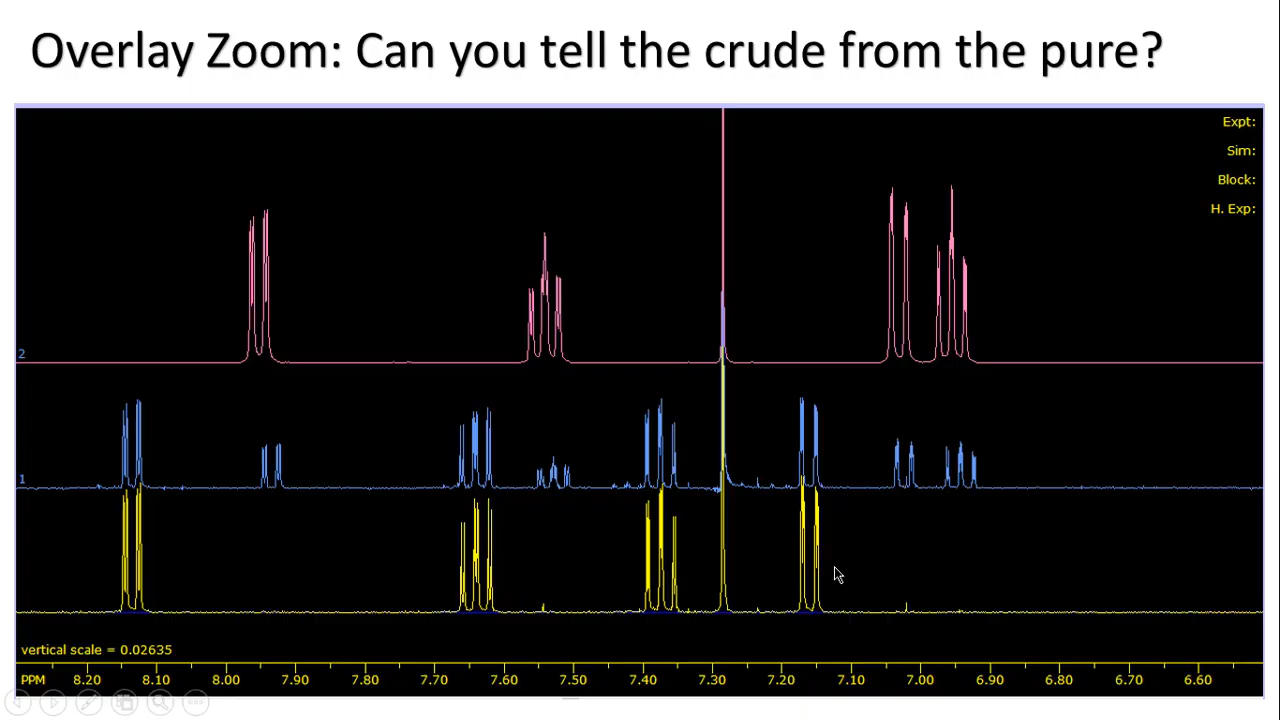 Overlay Zoom: Can you tell the crude from the pure?
Expt:
Sim:
Block:
H. Exp:
2
1
vertical scale = 0.02635
PPM 8.20 8.10 8.00 7.90 7.80 7.70 7.60 7.50 7.40 7.30 7.20 7.10 7.00 6.90 6.80 6.70 6.60